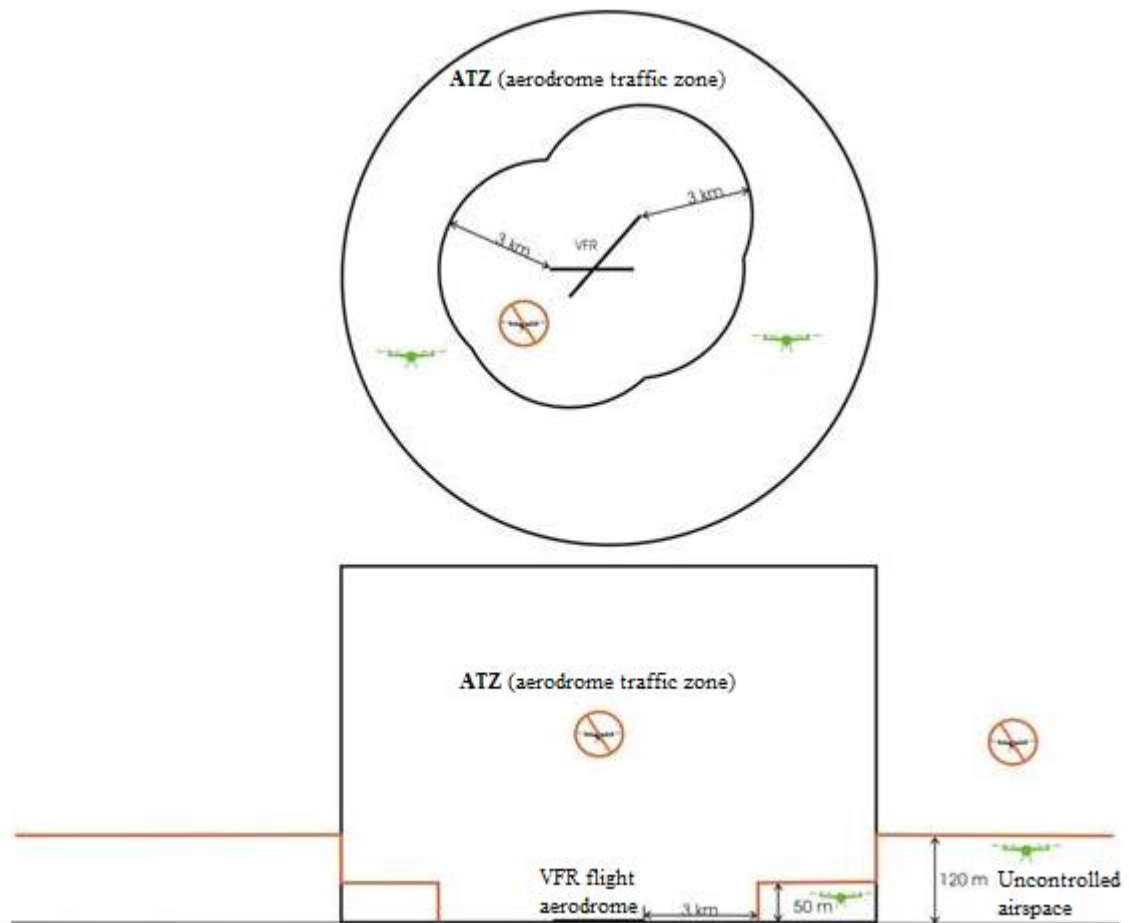 ATZ (aerodrome traffic zone)
3 km
3 km
VFR
ATZ (aerodrome traffic zone)
VFR flight
aerodrome
3 km
50 m
120 m
Uncontrolled
airspace